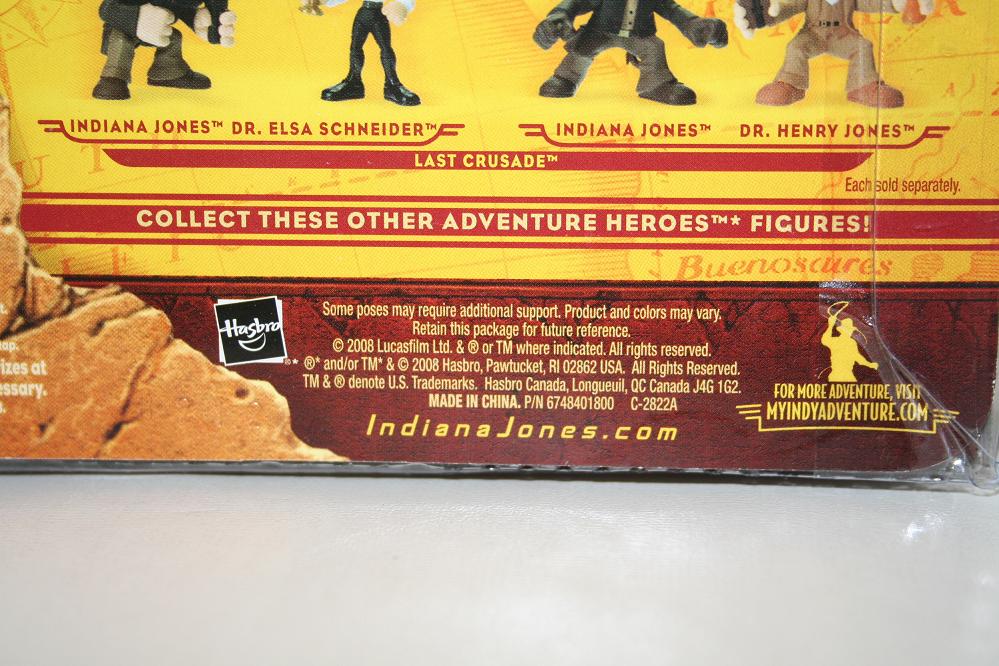 INDIANA JONES™ DR. ELSA SCHNEIDER™
INDIANA JONES™ DR. HENRY JONES™
LAST CRUSADE™
Each sold separately.
COLLECT THESE OTHER ADVENTURE HEROES™* FIGURES!
Buenos aires
Hasbro
Some poses may require additional support. Product and colors may vary.
Retain this package for future reference.
© 2008 Lucasfilm Ltd. & ® or TM where indicated. All rights reserved.
®* ®* and/or TM* & © 2008 Hasbro, Pawtucket, RI 02862 USA. All Rights Reserved.
TM & ® denote U.S. Trademarks. Hasbro Canada, Longueuil, QC Canada J4G 1G2.
MADE IN CHINA. P/N 6748401800 C-2822A
IndianaJones.com
FOR MORE ADVENTURE, VISIT
MYINDYADVENTURE.COM
izes at
essary.